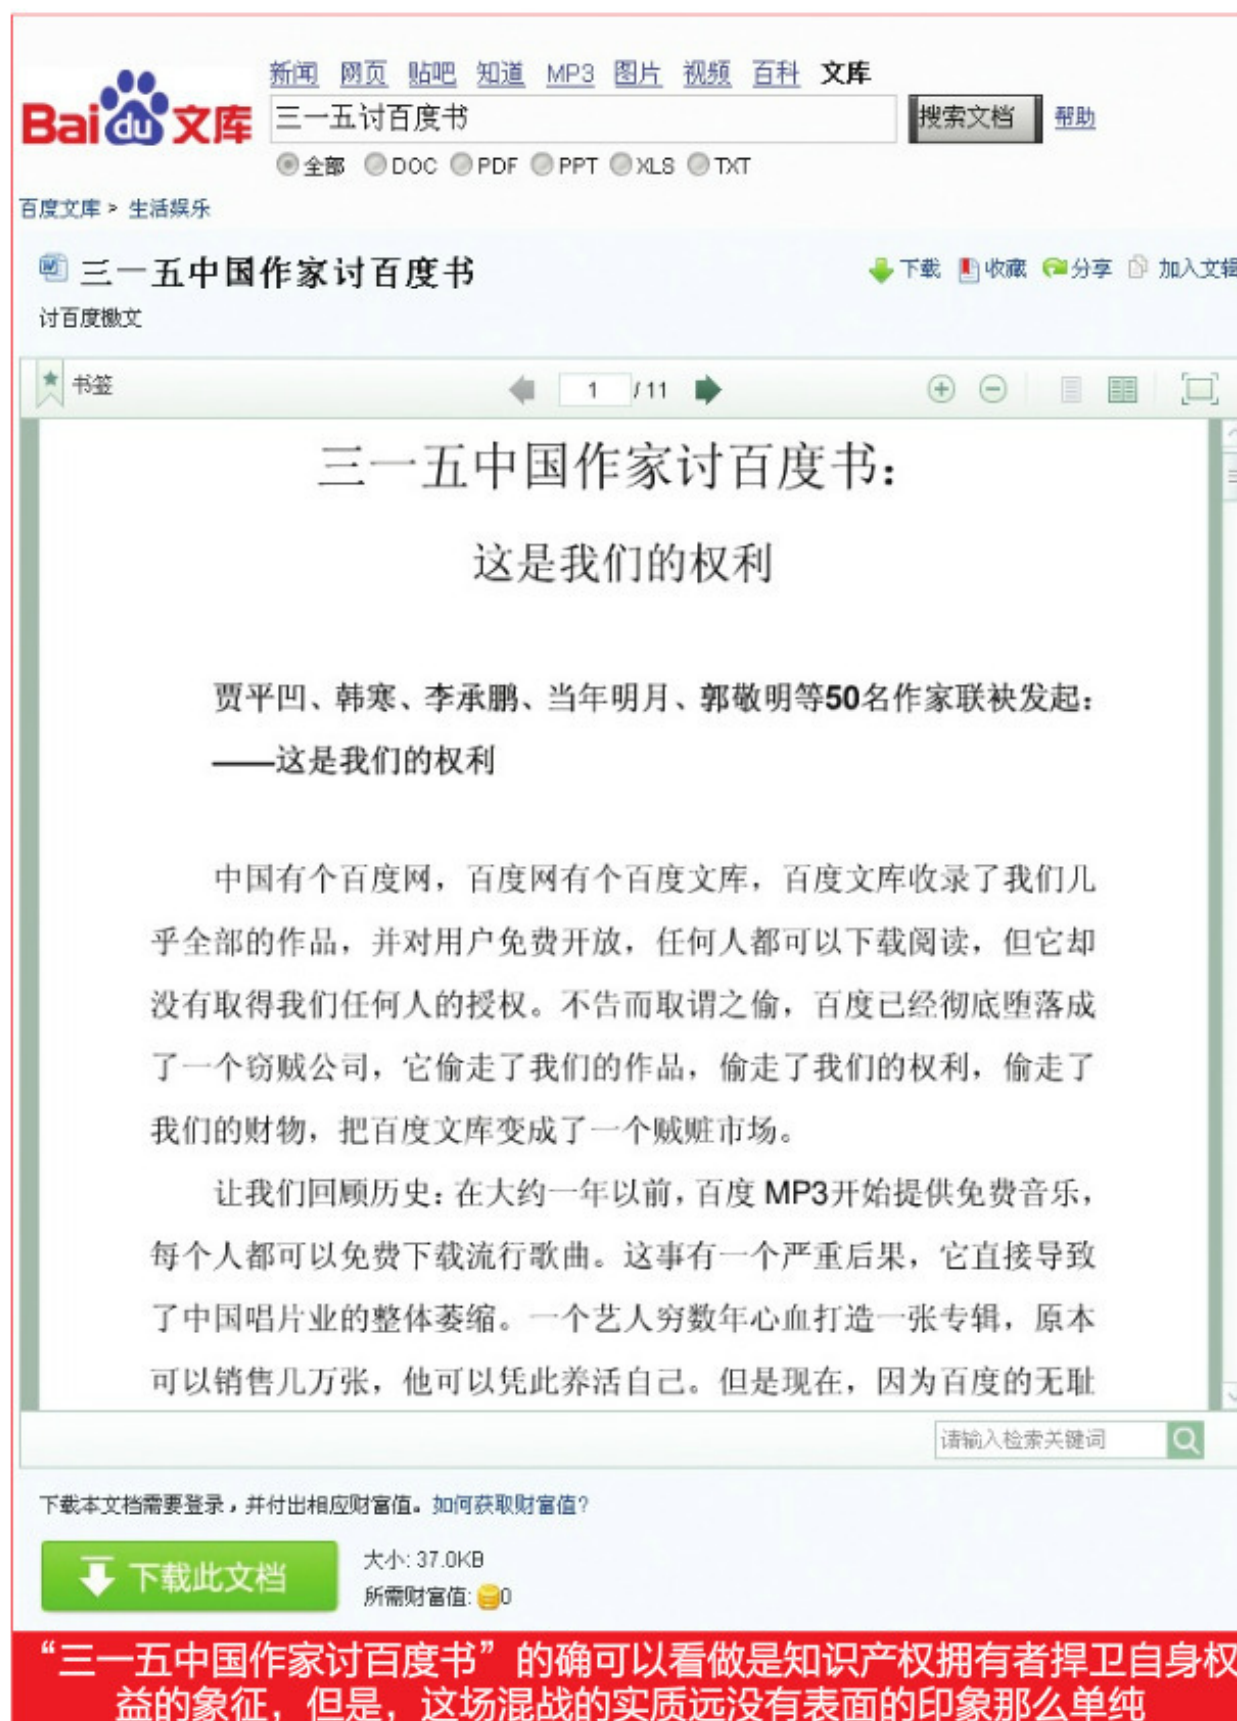 新闻 网页 贴吧 知道 MP3 图片 视频 百科 文库
Bai du 文库
三一五讨百度书 搜索文档 帮助
全部 DOC PDF PPT XLS TXT
百度文库 > 生活娱乐
三一五中国作家讨百度书 下载 收藏 分享 加入文辑
讨百度檄文
书签 1 / 11
三一五中国作家讨百度书：
这是我们的权利
贾平凹、韩寒、李承鹏、当年明月、郭敬明等50名作家联袂发起：
——这是我们的权利
中国有个百度网，百度网有个百度文库，百度文库收录了我们几
乎全部的作品，并对用户免费开放，任何人都可以下载阅读，但它却
没有取得我们任何人的授权。不告而取谓之偷，百度已经彻底堕落成
了一个窃贼公司，它偷走了我们的作品，偷走了我们的权利，偷走了
我们的财物，把百度文库变成了一个贼赃市场。
让我们回顾历史：在大约一年以前，百度 MP3开始提供免费音乐，
每个人都可以免费下载流行歌曲。这事有一个严重后果，它直接导致
了中国唱片业的整体萎缩。一个艺人穷数年心血打造一张专辑，原本
可以销售几万张，他可以凭此养活自己。但是现在，因为百度的无耻
请输入检索关键词
下载本文档需要登录，并付出相应财富值。如何获取财富值？
下载此文档 大小: 37.0KB
所需财富值: 0
“三一五中国作家讨百度书”的确可以看做是知识产权拥有者捍卫自身权
益的象征，但是，这场混战的实质远没有表面的印象那么单纯